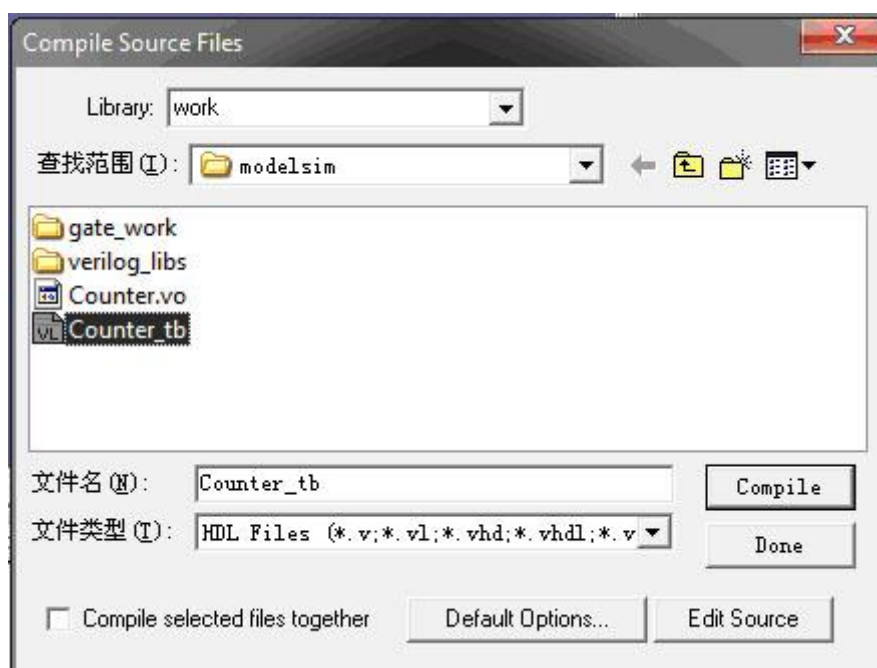 Compile Source Files
Library: work
查找范围(I): modelsim
gate_work
verilog_libs
Counter.vo
Counter_tb
文件名(N): Counter_tb
Compile
文件类型(T): HDL Files (*.v;*.vl;*.vhd;*.vhdl;*.v
Done
Compile selected files together
Default Options...
Edit Source